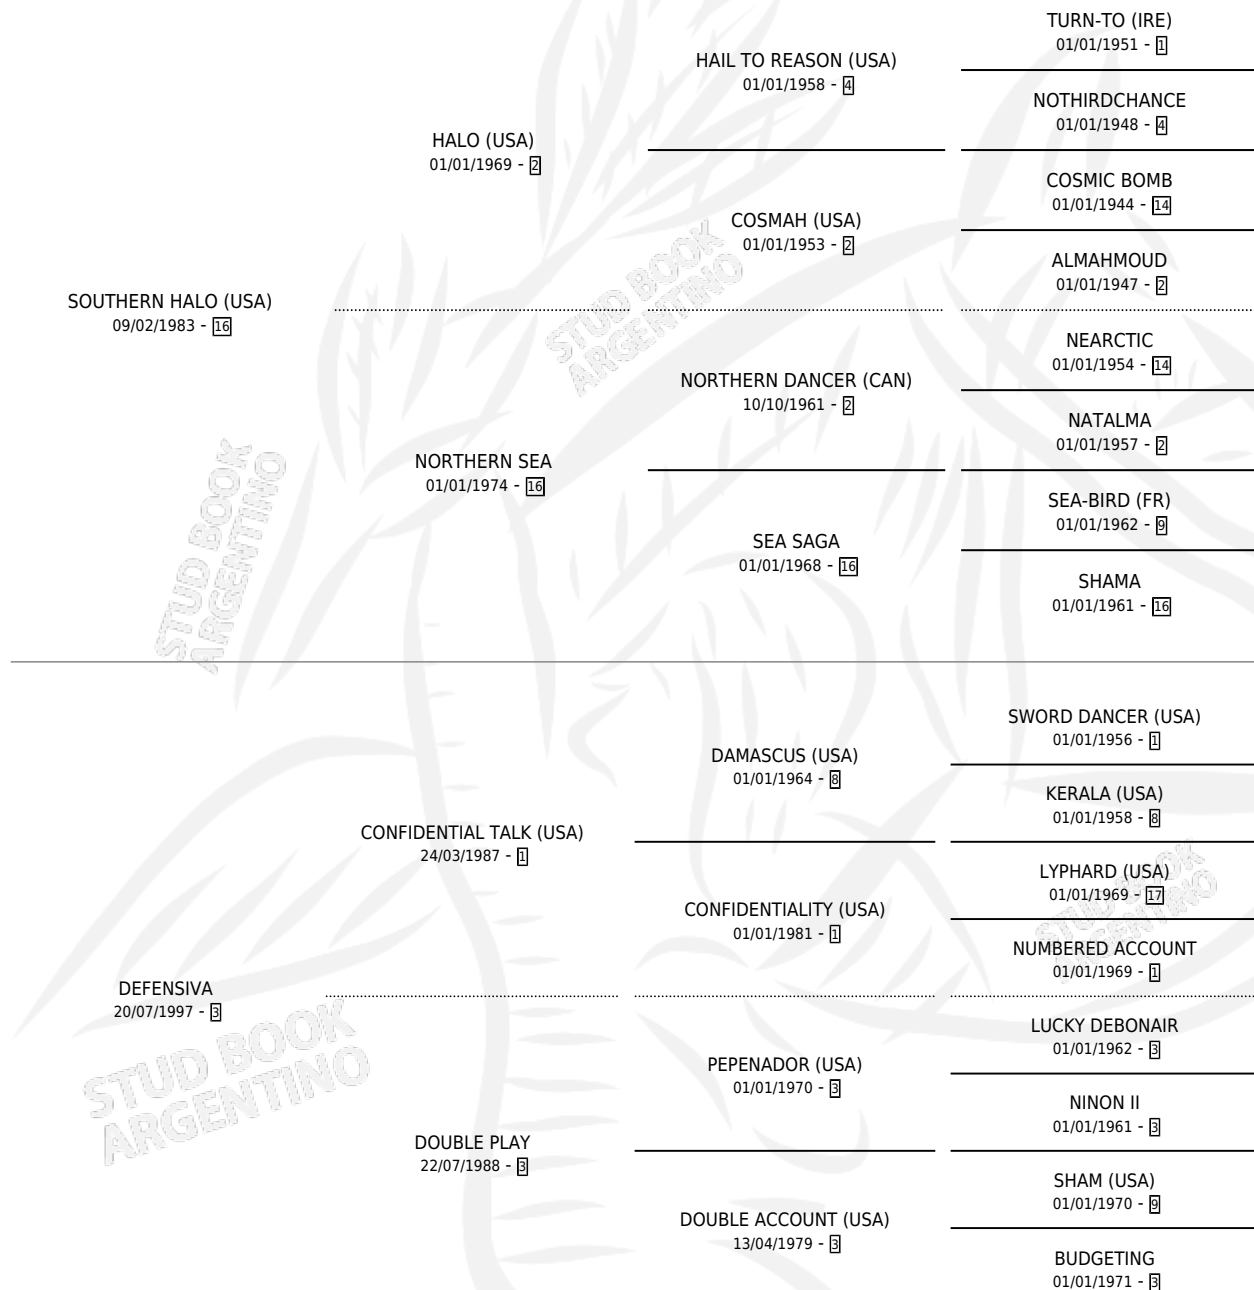 TURN-TO (IRE)
01/01/1951 - 1
HAIL TO REASON (USA)
01/01/1958 - 4
NOTHIRDCHANCE
01/01/1948 - 4
HALO (USA)
01/01/1969 - 2
COSMIC BOMB
01/01/1944 - 14
COSMAH (USA)
01/01/1953 - 2
ALMAHMOUD
01/01/1947 - 2
SOUTHERN HALO (USA)
09/02/1983 - 16
NEARCTIC
01/01/1954 - 14
NORTHERN DANCER (CAN)
10/10/1961 - 2
NATALMA
01/01/1957 - 2
NORTHERN SEA
01/01/1974 - 16
SEA-BIRD (FR)
01/01/1962 - 9
SEA SAGA
01/01/1968 - 16
SHAMA
01/01/1961 - 16
SWORD DANCER (USA)
01/01/1956 - 1
DAMASCUS (USA)
01/01/1964 - 8
KERALA (USA)
01/01/1958 - 8
CONFIDENTIAL TALK (USA)
24/03/1987 - 1
LYPHARD (USA)
01/01/1969 - 17
CONFIDENTIALITY (USA)
01/01/1981 - 1
NUMBERED ACCOUNT
01/01/1969 - 1
DEFENSIVA
20/07/1997 - 3
LUCKY DEBONAIR
01/01/1962 - 3
PEPENADOR (USA)
01/01/1970 - 3
NINON II
01/01/1961 - 3
DOUBLE PLAY
22/07/1988 - 3
SHAM (USA)
01/01/1970 - 9
DOUBLE ACCOUNT (USA)
13/04/1979 - 3
BUDGETING
01/01/1971 - 3
STUD BOOK
ARGENTINO
STUD BOOK
ARGENTINO
STUD BOOK
ARGENTINO
STUD BOOK
ARGENTINO